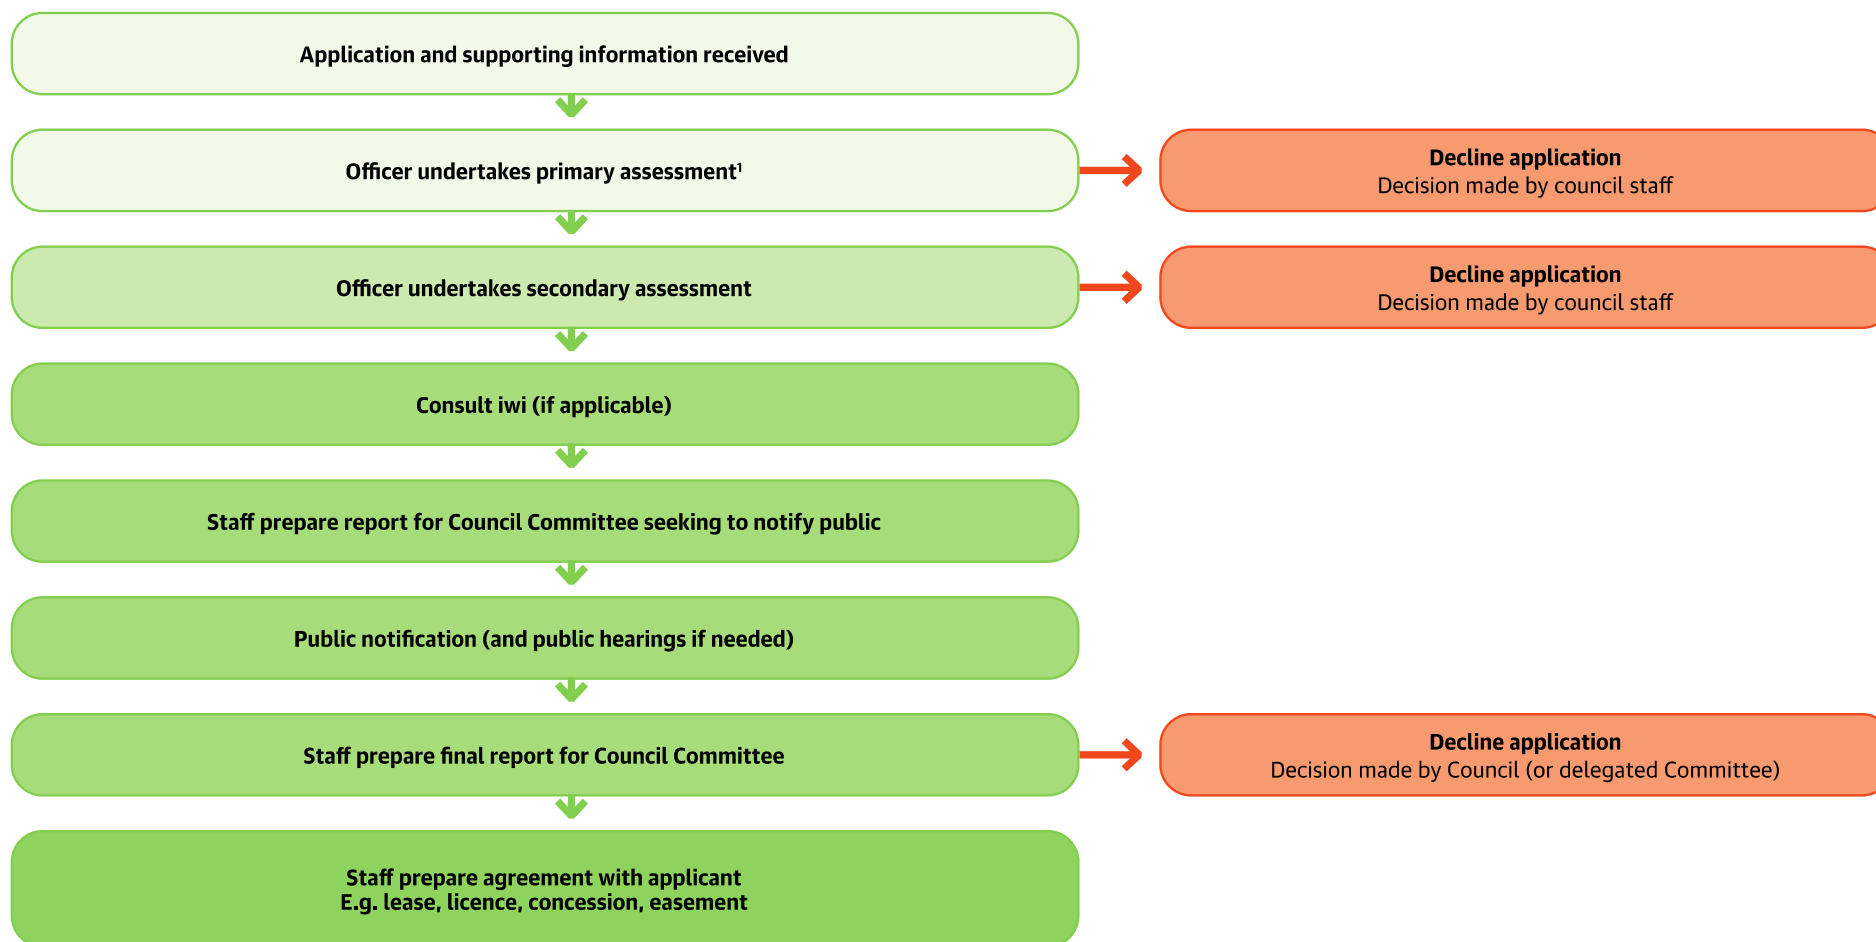 Application and supporting information received
Officer undertakes primary assessment¹
Decline application
Decision made by council staff
Officer undertakes secondary assessment
Decline application
Decision made by council staff
Consult iwi (if applicable)
Staff prepare report for Council Committee seeking to notify public
Public notification (and public hearings if needed)
Staff prepare final report for Council Committee
Decline application
Decision made by Council (or delegated Committee)
Staff prepare agreement with applicant
E.g. lease, licence, concession, easement